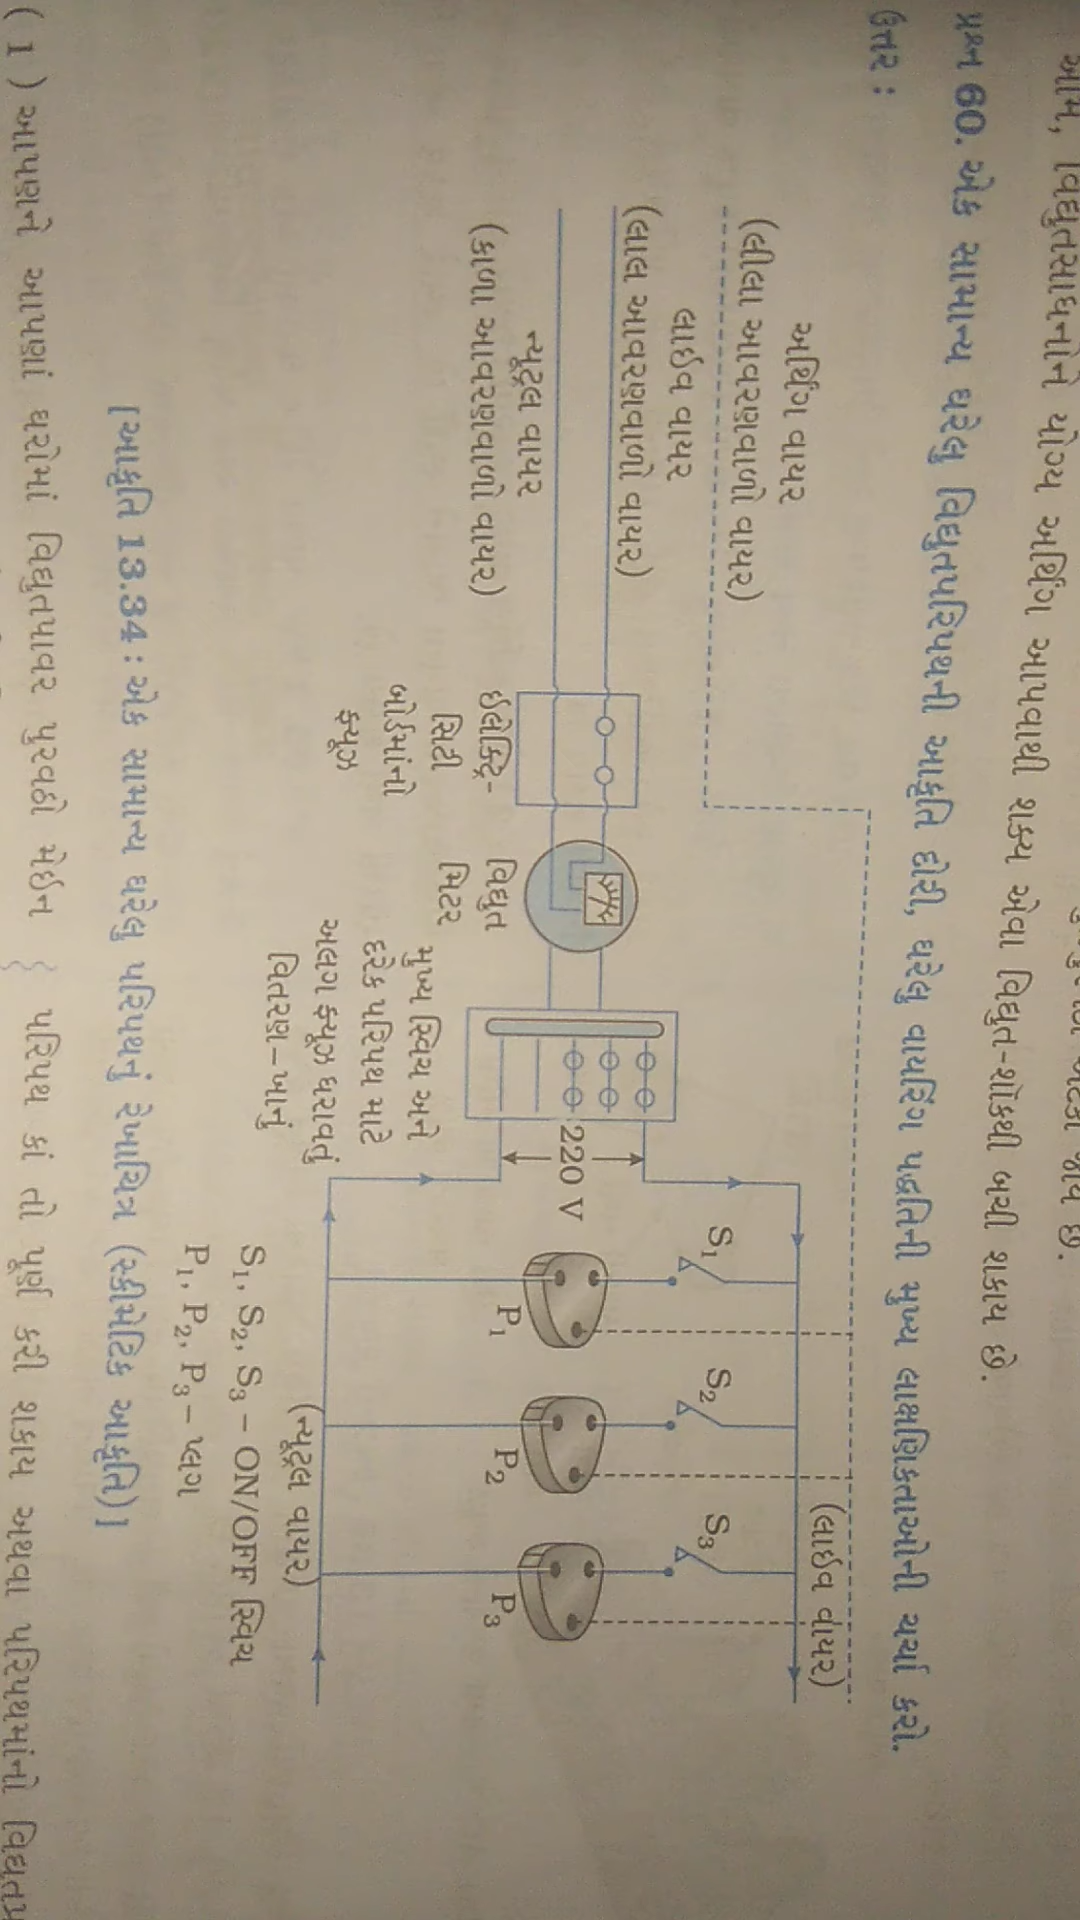 આમ, વિદ્યુતસાધનોને યોગ્ય અર્થિંગ આપવાથી શક્ય એવા વિદ્યુત-શૉકથી બચી શકાય છે.
પ્રશ્ન 60. એક સામાન્ય ઘરેલુ વિદ્યુતપરિપથની આકૃતિ દોરી, ઘરેલુ વાયરિંગ પદ્ધતિની મુખ્ય લાક્ષણિકતાઓની ચર્ચા કરો.
ઉત્તર :
અર્થિંગ વાયર
(લીલા આવરણવાળો વાયર)
લાઇવ વાયર
(લાલ આવરણવાળો વાયર)
ન્યૂટ્રલ વાયર
(કાળા આવરણવાળો વાયર)
ઇલેક્ટ્રિ-
સિટી
બોર્ડમાંનો
ફ્યૂઝ
વિદ્યુત
મિટર
મુખ્ય સ્વિચ અને
દરેક પરિપથ માટે
અલગ ફ્યૂઝ ધરાવતું
વિતરણ-ખાનું
220 V
(લાઇવ વાયર)
S1
S2
S3
P1
P2
P3
(ન્યૂટ્રલ વાયર)
S1, S2, S3 – ON/OFF સ્વિચ
P1, P2, P3 – પ્લગ
[આકૃતિ 13.34 : એક સામાન્ય ઘરેલુ પરિપથનું રેખાચિત્ર (સ્કીમેટિક આકૃતિ)]
( 1 ) આપણને આપણાં ઘરોમાં વિદ્યુતપાવર પુરવઠો મેઇન
પરિપથ કાં તો પૂર્ણ કરી શકાય અથવા પરિપથમાંનો